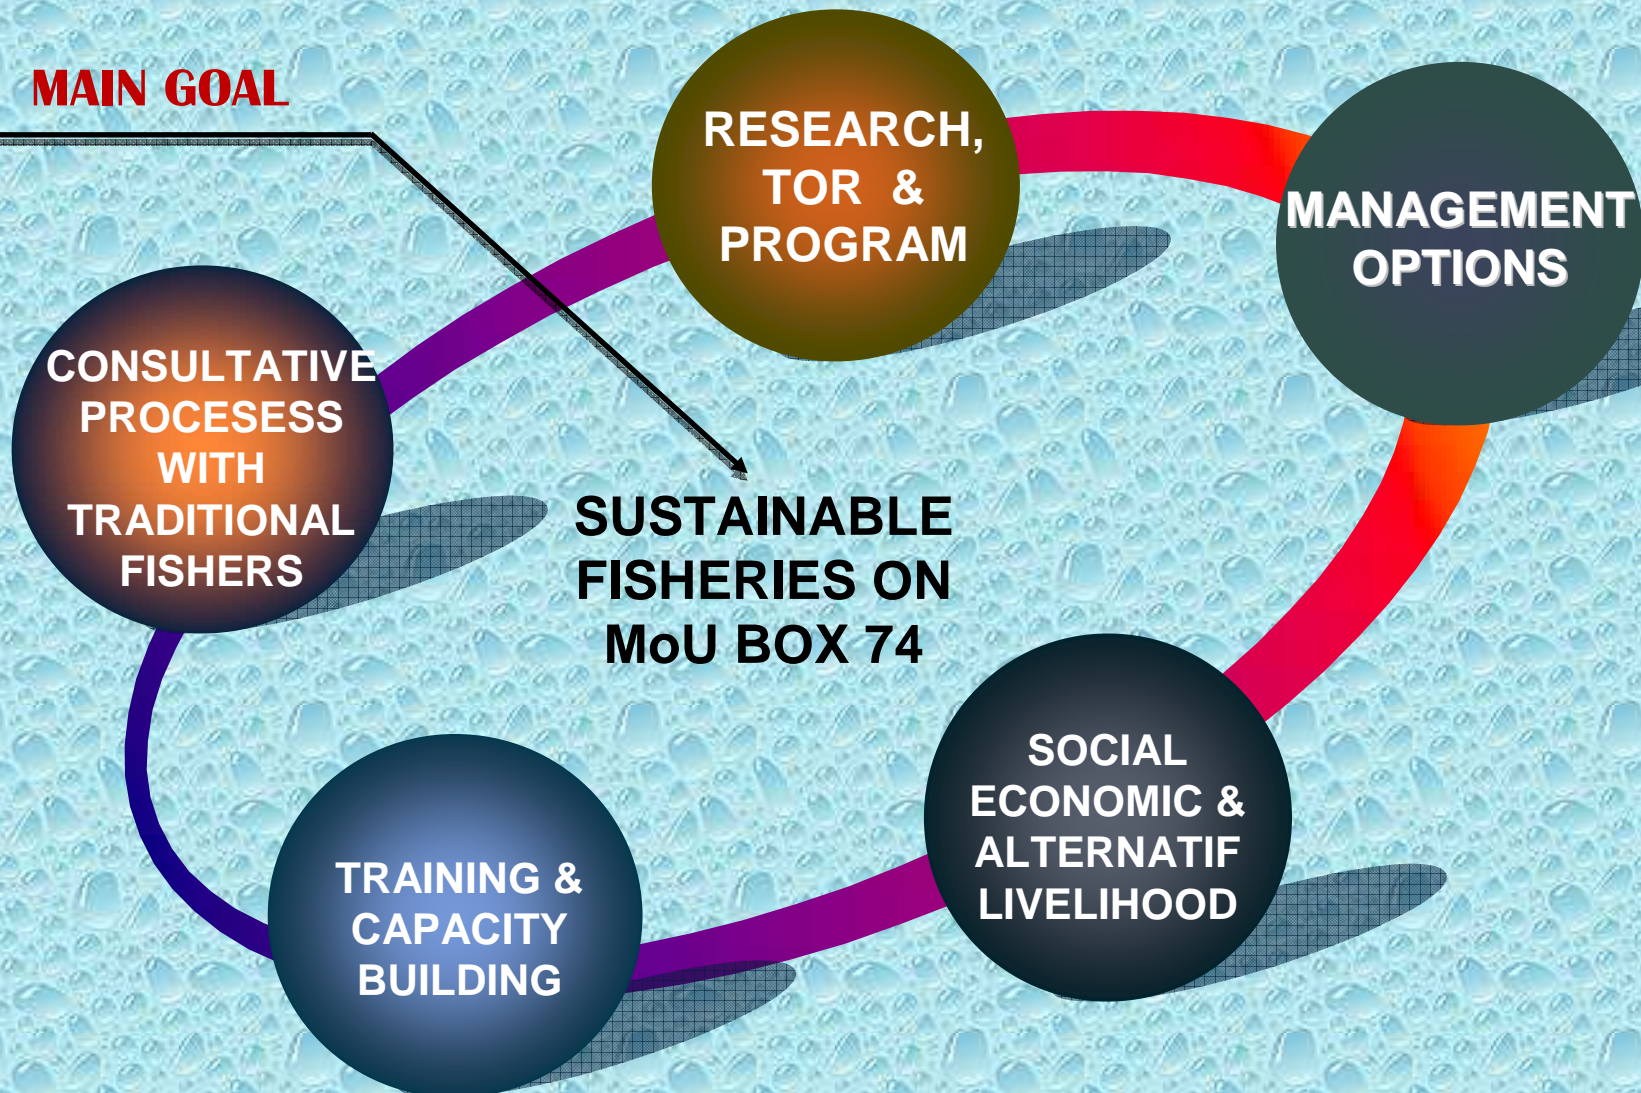 MAIN GOAL
RESEARCH,
TOR &
PROGRAM
MANAGEMENT
OPTIONS
CONSULTATIVE
PROCESESS
WITH
TRADITIONAL
FISHERS
SUSTAINABLE
FISHERIES ON
MoU BOX 74
SOCIAL
ECONOMIC &
ALTERNATIF
LIVELIHOOD
TRAINING &
CAPACITY
BUILDING